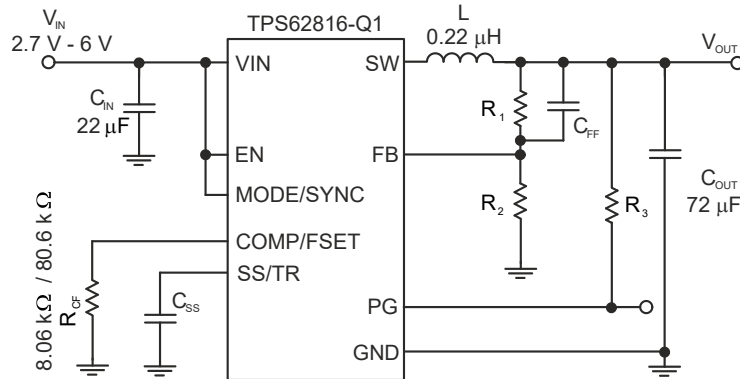 TPS62816-Q1
VIN
2.7 V - 6 V
L
0.22 μH
VOUT
VIN
SW
CIN
22 μF
R1
CFF
EN
FB
COUT
72 μF
MODE/SYNC
R2
R3
COMP/FSET
SS/TR
8.06 kΩ / 80.6 kΩ
RCF
CSS
PG
GND